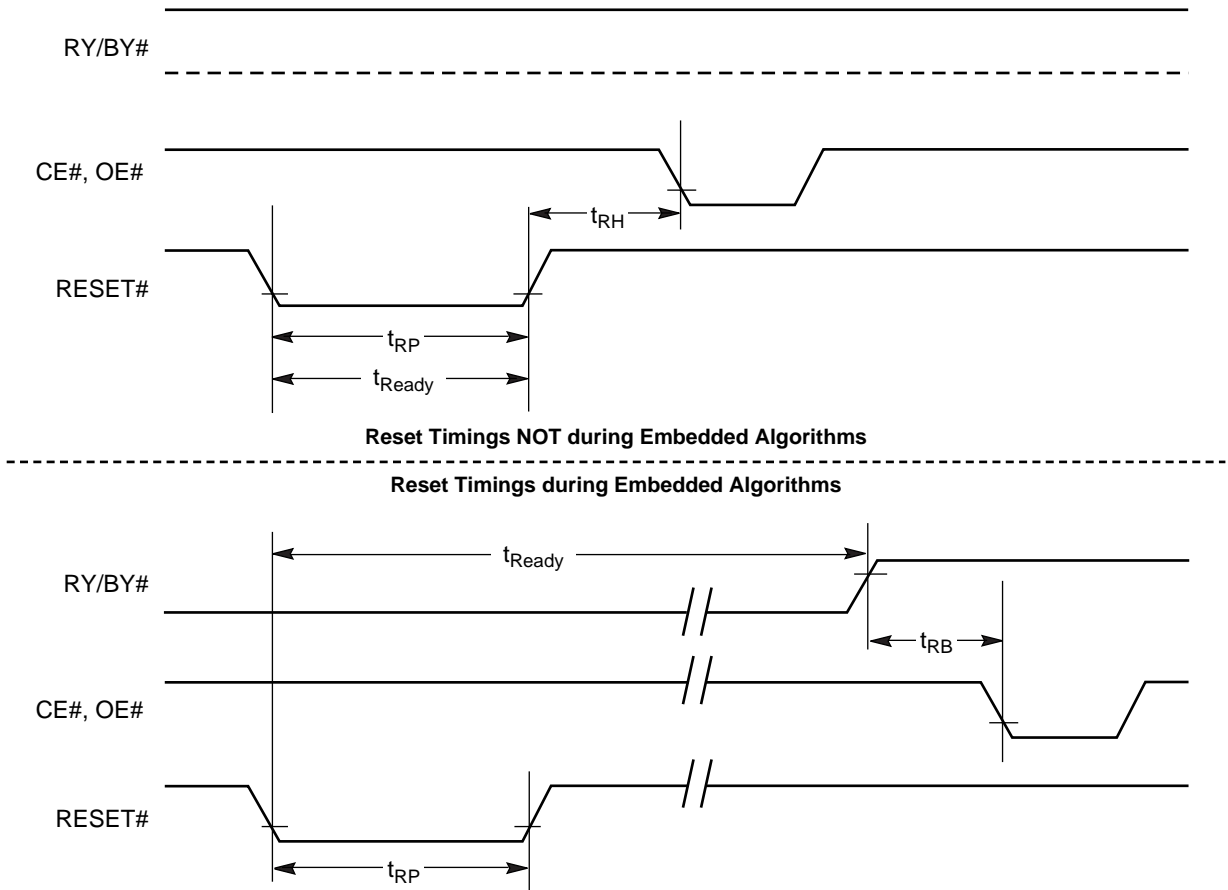 RY/BY#
CE#, OE#
tRH
RESET#
tRP
tReady
Reset Timings NOT during Embedded Algorithms
Reset Timings during Embedded Algorithms
tReady
RY/BY#
tRB
CE#, OE#
RESET#
tRP